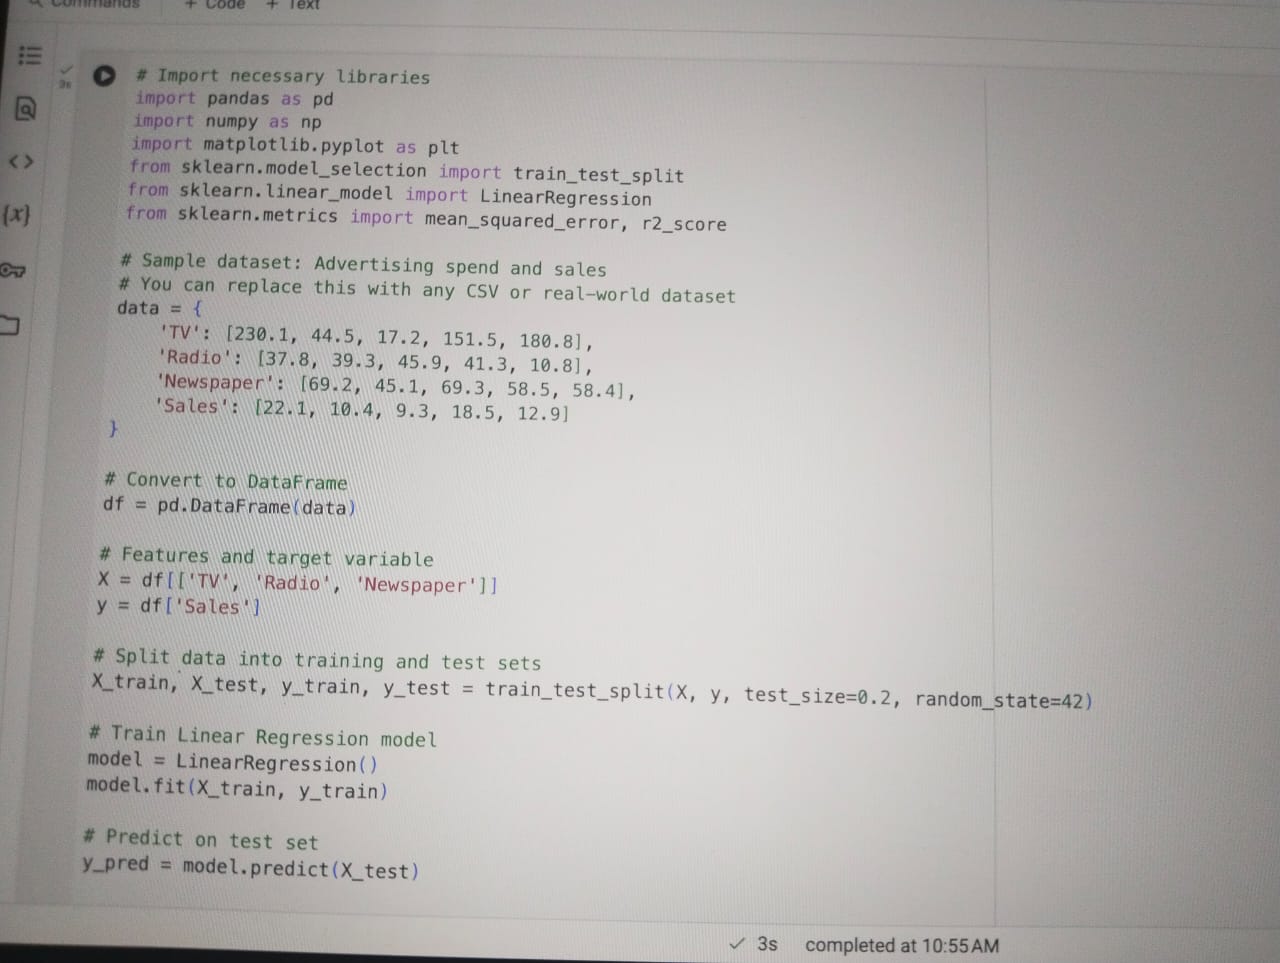 Commands + Code + Text
# Import necessary libraries
import pandas as pd
import numpy as np
import matplotlib.pyplot as plt
from sklearn.model_selection import train_test_split
from sklearn.linear_model import LinearRegression
from sklearn.metrics import mean_squared_error, r2_score
# Sample dataset: Advertising spend and sales
# You can replace this with any CSV or real-world dataset
data = {
'TV': [230.1, 44.5, 17.2, 151.5, 180.8],
'Radio': [37.8, 39.3, 45.9, 41.3, 10.8],
'Newspaper': [69.2, 45.1, 69.3, 58.5, 58.4],
'Sales': [22.1, 10.4, 9.3, 18.5, 12.9]
}
# Convert to DataFrame
df = pd.DataFrame(data)
# Features and target variable
X = df[['TV', 'Radio', 'Newspaper']]
y = df['Sales']
# Split data into training and test sets
X_train, X_test, y_train, y_test = train_test_split(X, y, test_size=0.2, random_state=42)
# Train Linear Regression model
model = LinearRegression()
model.fit(X_train, y_train)
# Predict on test set
y_pred = model.predict(X_test)
3s completed at 10:55 AM